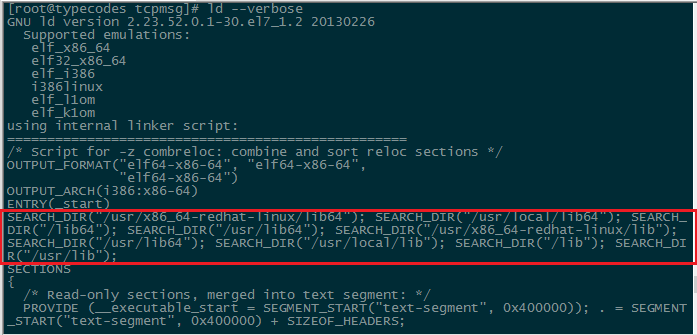 [root@typecodes tcpmsg]# ld --verbose
GNU ld version 2.23.52.0.1-30.el7_1.2 20130226
  Supported emulations:
   elf_x86_64
   elf32_x86_64
   elf_i386
   i386linux
   elf_l1om
   elf_k1om
using internal linker script:
==================================================
/* Script for -z combreloc: combine and sort reloc sections */
OUTPUT_FORMAT("elf64-x86-64", "elf64-x86-64",
              "elf64-x86-64")
OUTPUT_ARCH(i386:x86-64)
ENTRY(_start)
SEARCH_DIR("/usr/x86_64-redhat-linux/lib64"); SEARCH_DIR("/usr/local/lib64"); SEARCH_
DIR("/lib64"); SEARCH_DIR("/usr/lib64"); SEARCH_DIR("/usr/x86_64-redhat-linux/lib");
SEARCH_DIR("/usr/lib64"); SEARCH_DIR("/usr/local/lib"); SEARCH_DIR("/lib"); SEARCH_DI
R("/usr/lib");
SECTIONS
{
  /* Read-only sections, merged into text segment: */
  PROVIDE (__executable_start = SEGMENT_START("text-segment", 0x400000)); . = SEGMENT
_START("text-segment", 0x400000) + SIZEOF_HEADERS;